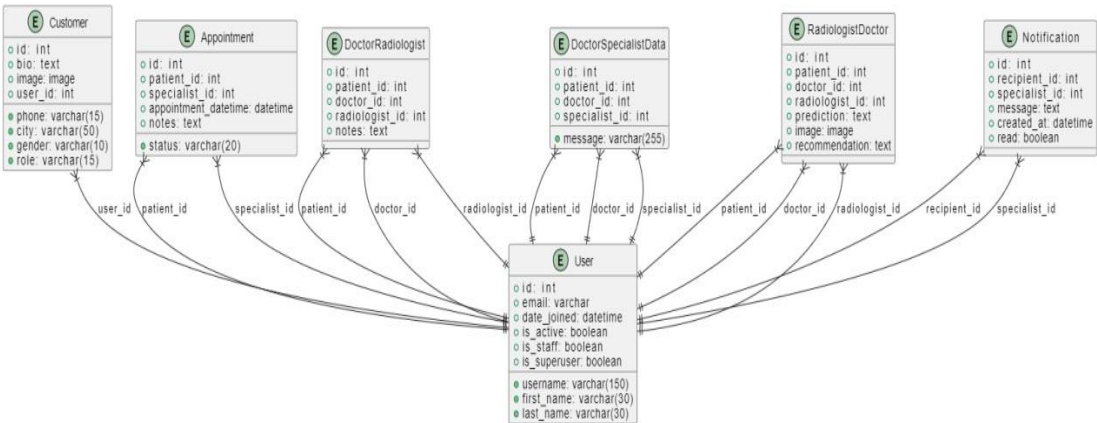 E Customer
id: int
bio: text
image: image
user_id: int
phone: varchar(15)
city: varchar(50)
gender: varchar(10)
role: varchar(15)
E Appointment
id: int
patient_id: int
specialist_id: int
appointment_datetime: datetime
notes: text
status: varchar(20)
E DoctorRadiologist
id: int
patient_id: int
doctor_id: int
radiologist_id: int
notes: text
E DoctorSpecialistData
id: int
patient_id: int
doctor_id: int
specialist_id: int
message: varchar(255)
E RadiologistDoctor
id: int
patient_id: int
doctor_id: int
radiologist_id: int
prediction: text
image: image
recommendation: text
E Notification
id: int
recipient_id: int
specialist_id: int
message: text
created_at: datetime
read: boolean
user_id patient_id specialist_id patient_id doctor_id radiologist_id patient_id doctor_id specialist_id patient_id doctor_id radiologist_id recipient_id specialist_id
E User
id: int
email: varchar
date_joined: datetime
is_active: boolean
is_staff: boolean
is_superuser: boolean
username: varchar(150)
first_name: varchar(30)
last_name: varchar(30)